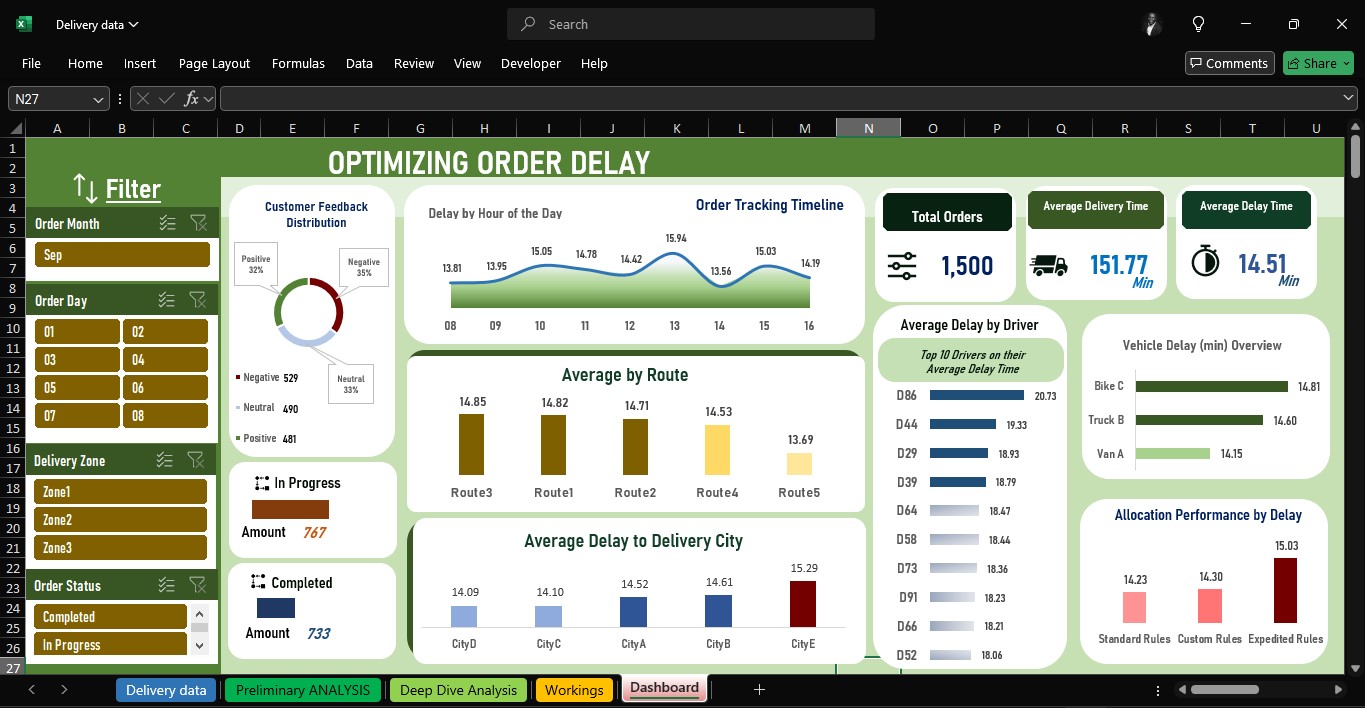 Delivery data
Search
File Home Insert Page Layout Formulas Data Review View Developer Help
Comments Share
N27
fx
A B C D E F G H I J K L M N O P Q R S T U
1
2
3
4
5
6
7
8
9
10
11
12
13
14
15
16
17
18
19
20
21
22
23
24
25
26
27
OPTIMIZING ORDER DELAY
Filter
Order Month
Sep
Order Day
01 02
03 04
05 06
07 08
Delivery Zone
Zone1
Zone2
Zone3
Order Status
Completed
In Progress
Customer Feedback
Distribution
Positive
32%
Negative
35%
Neutral
33%
Negative 529
Neutral 490
Positive 481
In Progress
Amount 767
Completed
Amount 733
Delay by Hour of the Day
Order Tracking Timeline
13.81 13.95 15.05 14.78 14.42 15.94 13.56 15.03 14.19
08 09 10 11 12 13 14 15 16
Average by Route
14.85 14.82 14.71 14.53 13.69
Route3 Route1 Route2 Route4 Route5
Average Delay to Delivery City
14.09 14.10 14.52 14.61 15.29
CityD CityC CityA CityB CityE
Total Orders
1,500
Average Delivery Time
151.77
Min
Average Delay Time
14.51
Min
Average Delay by Driver
Top 10 Drivers on their
Average Delay Time
D86 20.73
D44 19.33
D29 18.93
D39 18.79
D64 18.47
D58 18.44
D73 18.36
D91 18.23
D66 18.21
D52 18.06
Vehicle Delay (min) Overview
Bike C 14.81
Truck B 14.60
Van A 14.15
Allocation Performance by Delay
14.23 14.30 15.03
Standard Rules Custom Rules Expedited Rules
Delivery data Preliminary ANALYSIS Deep Dive Analysis Workings Dashboard